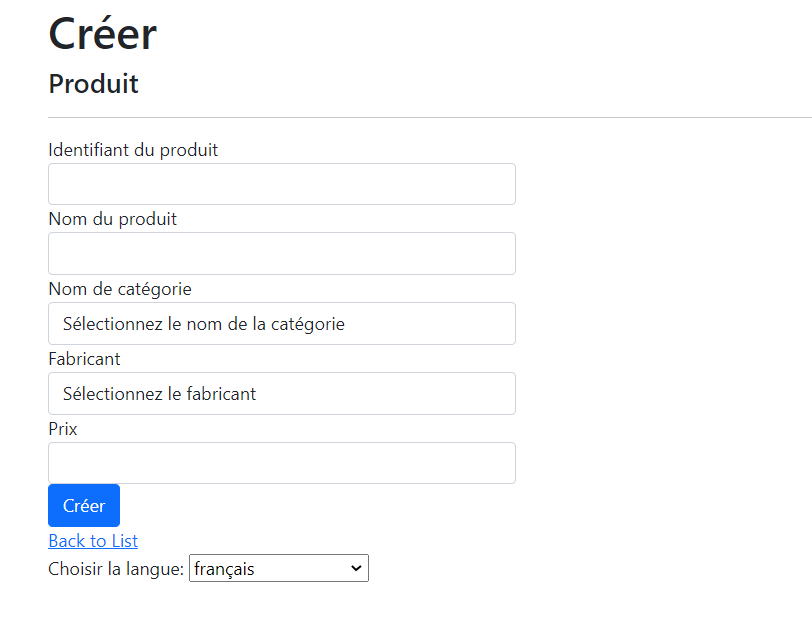 Créer
Produit
Identifiant du produit
Nom du produit
Nom de catégorie
Sélectionnez le nom de la catégorie
Fabricant
Sélectionnez le fabricant
Prix
Créer
Back to List
Choisir la langue: français